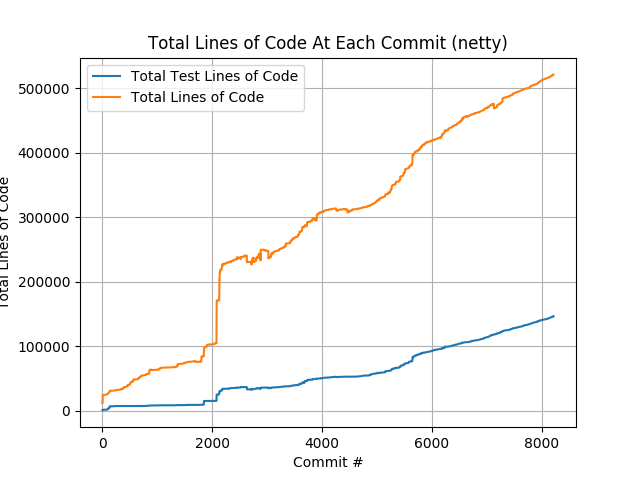 Total Lines of Code At Each Commit (netty)
Total Test Lines of Code
Total Lines of Code
500000
400000
300000
200000
100000
0
Total Lines of Code
0 2000 4000 6000 8000
Commit #